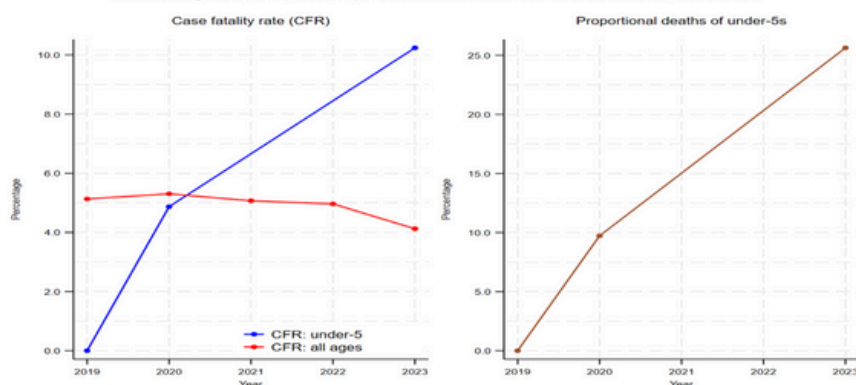 Case fatality rate (CFR)
Percentage
10.0
8.0
6.0
4.0
2.0
0.0
2019 2020 2021 2022 2023
Year
CFR: under-5
CFR: all ages
Proportional deaths of under-5s
Percentage
25.0
20.0
15.0
10.0
5.0
0.0
2019 2020 2021 2022 2023
Year